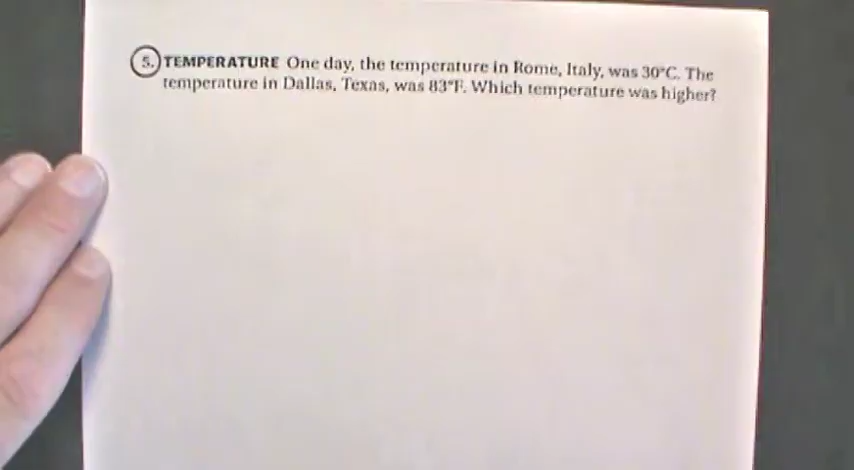 5. TEMPERATURE One day, the temperature in Rome, Italy, was 30°C. The
temperature in Dallas, Texas, was 83°F. Which temperature was higher?